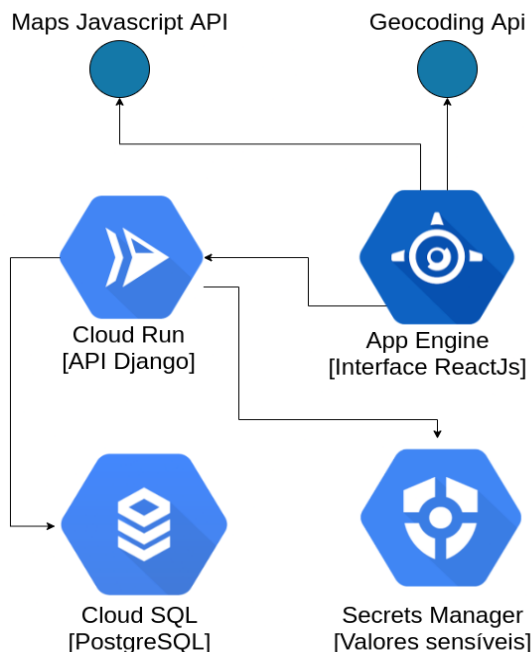 Maps Javascript API
Geocoding Api
Cloud Run
[API Django]
App Engine
[Interface ReactJs]
Cloud SQL
[PostgreSQL]
Secrets Manager
[Valores sensíveis]